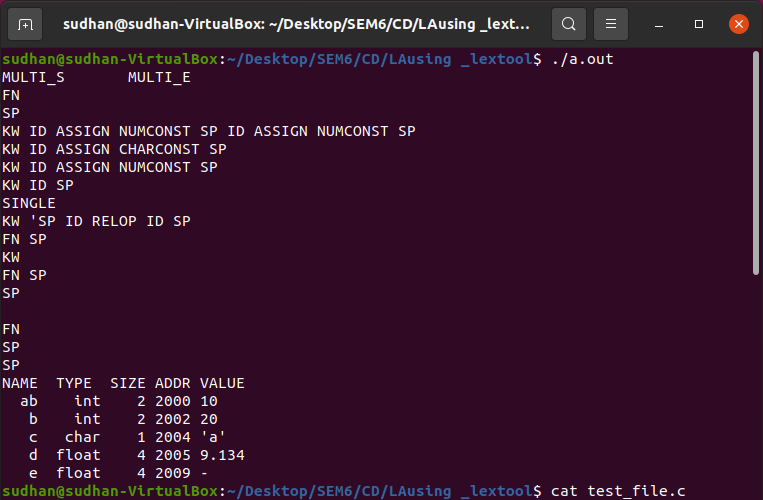 sudhan@sudhan-VirtualBox: ~/Desktop/SEM6/CD/LAusing _lext...
sudhan@sudhan-VirtualBox:~/Desktop/SEM6/CD/LAusing _lextool$ ./a.out
MULTI_S       MULTI_E
FN
SP
KW ID ASSIGN NUMCONST SP ID ASSIGN NUMCONST SP
KW ID ASSIGN CHARCONST SP
KW ID ASSIGN NUMCONST SP
KW ID SP
SINGLE
KW 'SP ID RELOP ID SP
FN SP
KW
FN SP
SP
FN
SP
SP
NAME  TYPE  SIZE ADDR VALUE
  ab    int    2 2000 10
   b    int    2 2002 20
   c   char    1 2004 'a'
   d  float    4 2005 9.134
   e  float    4 2009 -
sudhan@sudhan-VirtualBox:~/Desktop/SEM6/CD/LAusing _lextool$ cat test_file.c